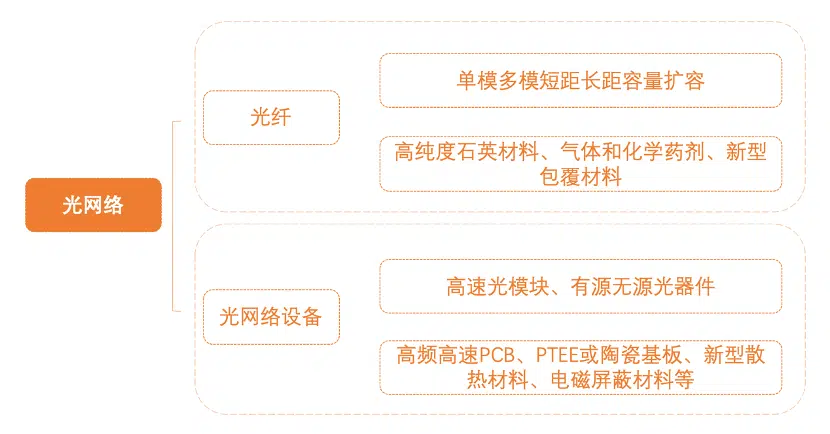 光网络
光纤
单模多模短距长距容量扩容
高纯度石英材料、气体和化学药剂、新型
包覆材料
光网络设备
高速光模块、有源无源光器件
高频高速PCB、PTEE或陶瓷基板、新型散
热材料、电磁屏蔽材料等